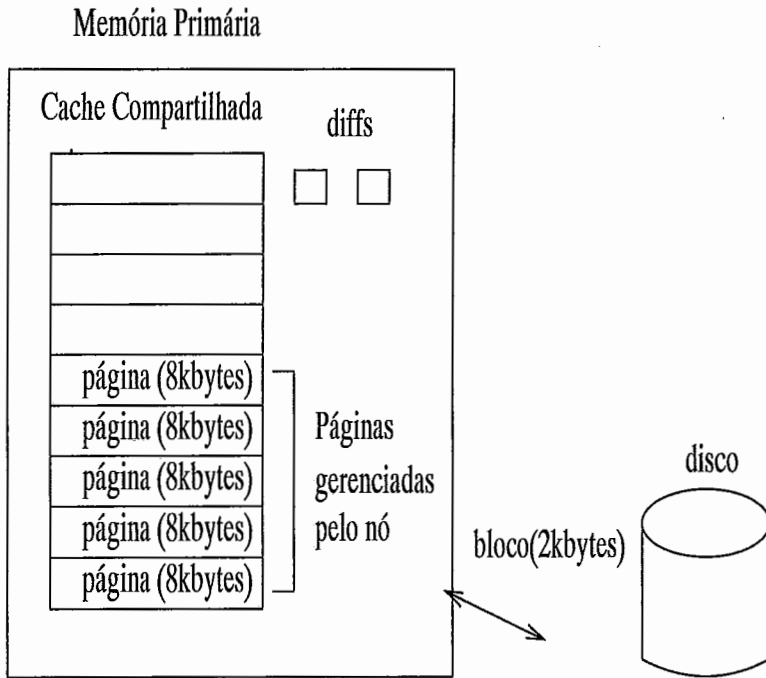 Memória Primária
Cache Compartilhada
diffs
página (8kbytes)
página (8kbytes)
página (8kbytes)
página (8kbytes)
página (8kbytes)
Páginas
gerenciadas
pelo nó
disco
bloco(2kbytes)